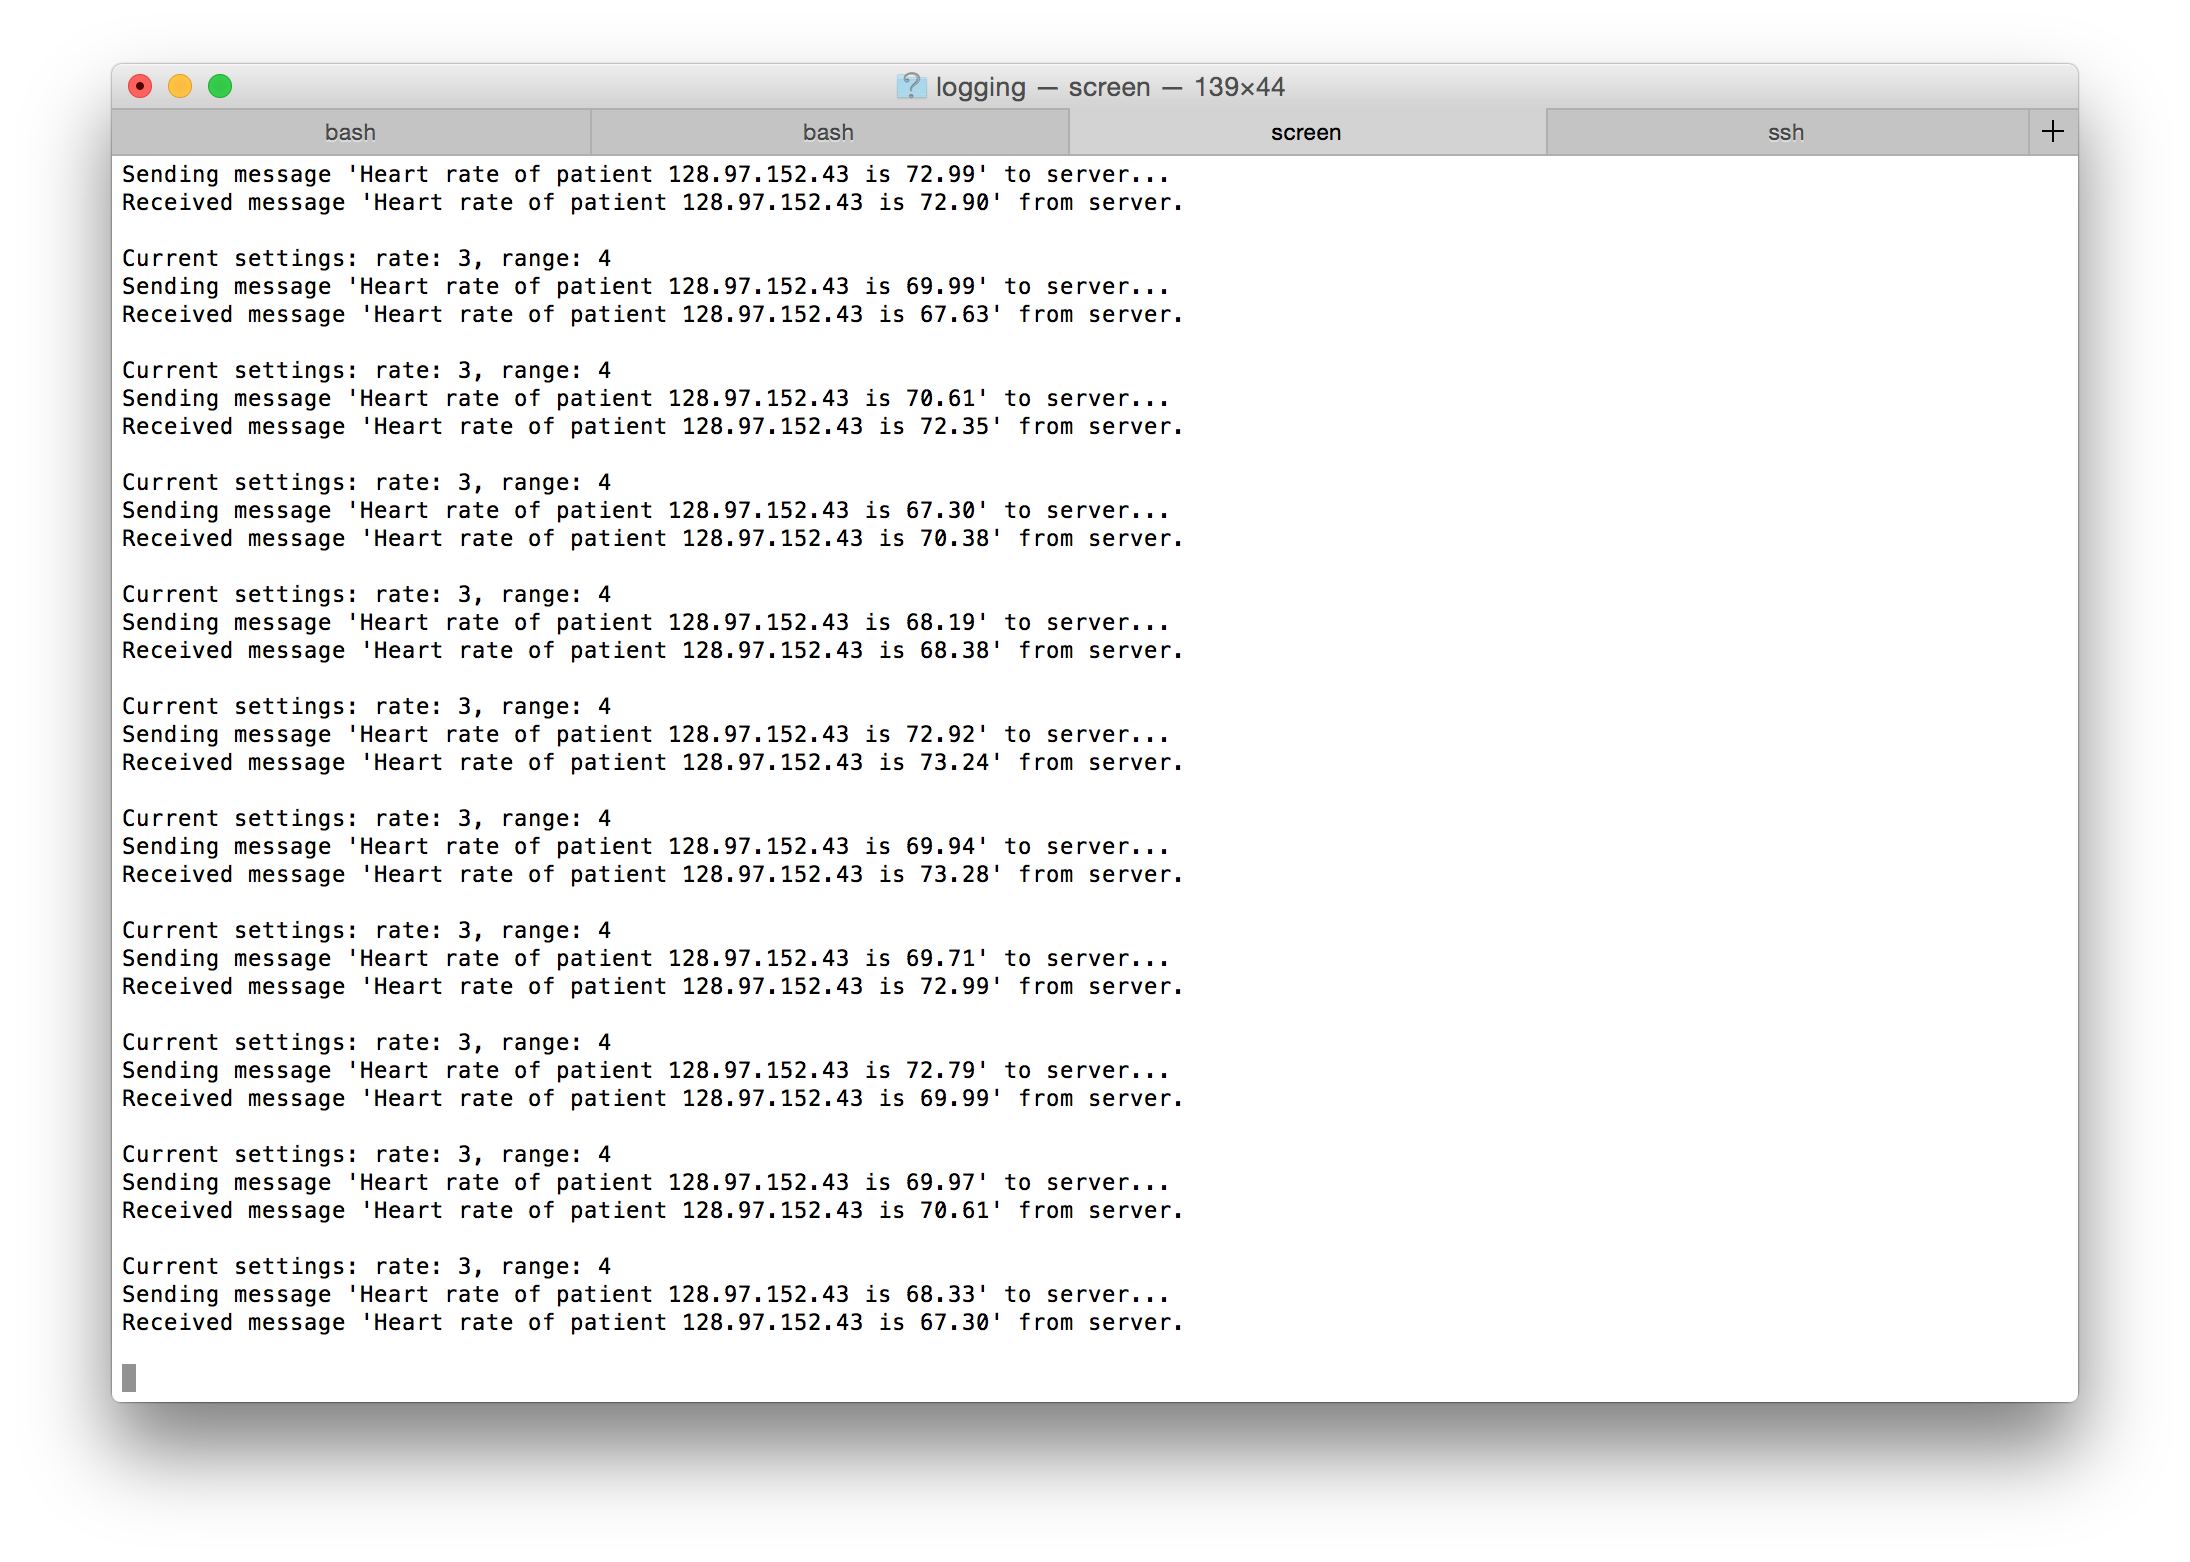 logging — screen — 139×44
bash bash screen ssh +
Sending message 'Heart rate of patient 128.97.152.43 is 72.99' to server...
Received message 'Heart rate of patient 128.97.152.43 is 72.90' from server.
Current settings: rate: 3, range: 4
Sending message 'Heart rate of patient 128.97.152.43 is 69.99' to server...
Received message 'Heart rate of patient 128.97.152.43 is 67.63' from server.
Current settings: rate: 3, range: 4
Sending message 'Heart rate of patient 128.97.152.43 is 70.61' to server...
Received message 'Heart rate of patient 128.97.152.43 is 72.35' from server.
Current settings: rate: 3, range: 4
Sending message 'Heart rate of patient 128.97.152.43 is 67.30' to server...
Received message 'Heart rate of patient 128.97.152.43 is 70.38' from server.
Current settings: rate: 3, range: 4
Sending message 'Heart rate of patient 128.97.152.43 is 68.19' to server...
Received message 'Heart rate of patient 128.97.152.43 is 68.38' from server.
Current settings: rate: 3, range: 4
Sending message 'Heart rate of patient 128.97.152.43 is 72.92' to server...
Received message 'Heart rate of patient 128.97.152.43 is 73.24' from server.
Current settings: rate: 3, range: 4
Sending message 'Heart rate of patient 128.97.152.43 is 69.94' to server...
Received message 'Heart rate of patient 128.97.152.43 is 73.28' from server.
Current settings: rate: 3, range: 4
Sending message 'Heart rate of patient 128.97.152.43 is 69.71' to server...
Received message 'Heart rate of patient 128.97.152.43 is 72.99' from server.
Current settings: rate: 3, range: 4
Sending message 'Heart rate of patient 128.97.152.43 is 72.79' to server...
Received message 'Heart rate of patient 128.97.152.43 is 69.99' from server.
Current settings: rate: 3, range: 4
Sending message 'Heart rate of patient 128.97.152.43 is 69.97' to server...
Received message 'Heart rate of patient 128.97.152.43 is 70.61' from server.
Current settings: rate: 3, range: 4
Sending message 'Heart rate of patient 128.97.152.43 is 68.33' to server...
Received message 'Heart rate of patient 128.97.152.43 is 67.30' from server.